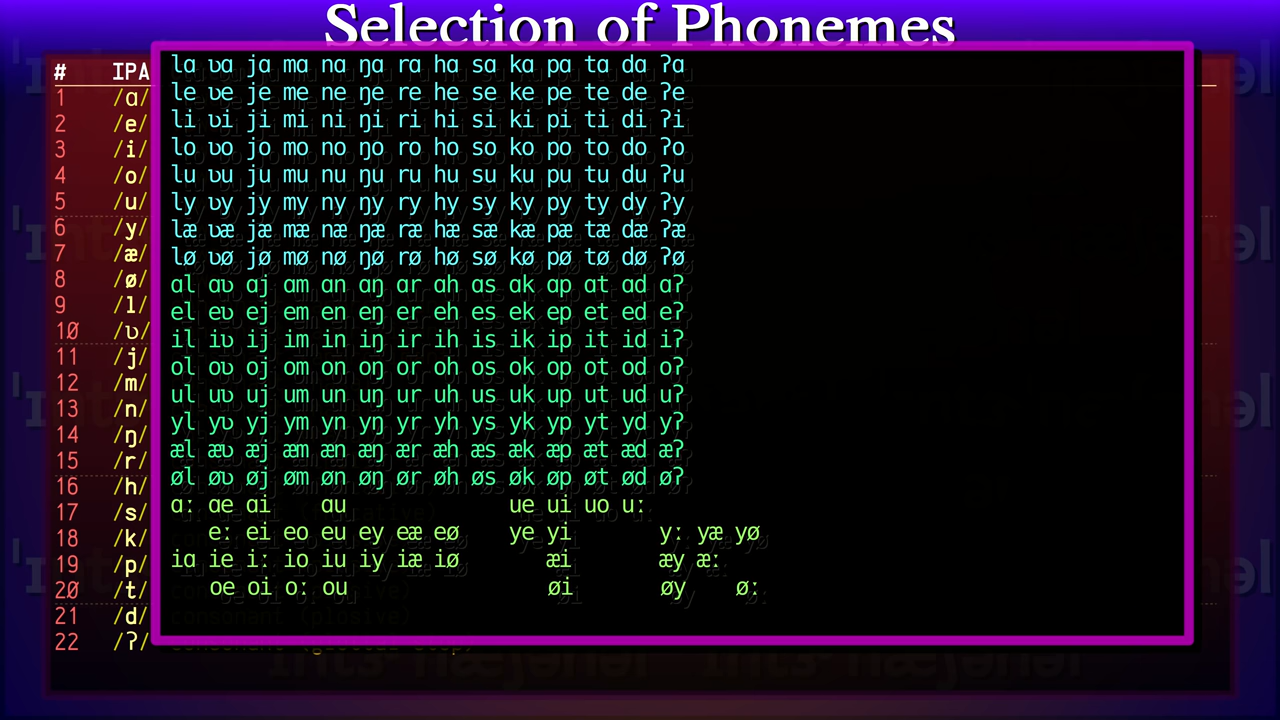 Selection of Phonemes
# IPA
1 /ɑ/
2 /e/
3 /i/
4 /o/
5 /u/
6 /y/
7 /æ/
8 /ø/
9 /l/
10 /ʋ/
11 /j/
12 /m/
13 /n/
14 /ŋ/
15 /r/
16 /h/
17 /s/
18 /k/
19 /p/
20 /t/
21 /d/
22 /ʔ/
lɑ ʋɑ jɑ mɑ nɑ ŋɑ rɑ hɑ sɑ kɑ pɑ tɑ dɑ ʔɑ
le ʋe je me ne ŋe re he se ke pe te de ʔe
li ʋi ji mi ni ŋi ri hi si ki pi ti di ʔi
lo ʋo jo mo no ŋo ro ho so ko po to do ʔo
lu ʋu ju mu nu ŋu ru hu su ku pu tu du ʔu
ly ʋy jy my ny ŋy ry hy sy ky py ty dy ʔy
læ ʋæ jæ mæ næ ŋæ ræ hæ sæ kæ pæ tæ dæ ʔæ
lø ʋø jø mø nø ŋø rø hø sø kø pø tø dø ʔø
ɑl ɑʋ ɑj ɑm ɑn ɑŋ ɑr ɑh ɑs ɑk ɑp ɑt ɑd ɑʔ
el eʋ ej em en eŋ er eh es ek ep et ed eʔ
il iʋ ij im in iŋ ir ih is ik ip it id iʔ
ol oʋ oj om on oŋ or oh os ok op ot od oʔ
ul uʋ uj um un uŋ ur uh us uk up ut ud uʔ
yl yʋ yj ym yn yŋ yr yh ys yk yp yt yd yʔ
æl æʋ æj æm æn æŋ ær æh æs æk æp æt æd æʔ
øl øʋ øj øm øn øŋ ør øh øs øk øp øt ød øʔ
ɑː ɑe ɑi ɑu ue ui uo uː
eː ei eo eu ey eæ eø ye yi yː yæ yø
iɑ ie iː io iu iy iæ iø æi æy æː
oe oi oː ou øi øy øː